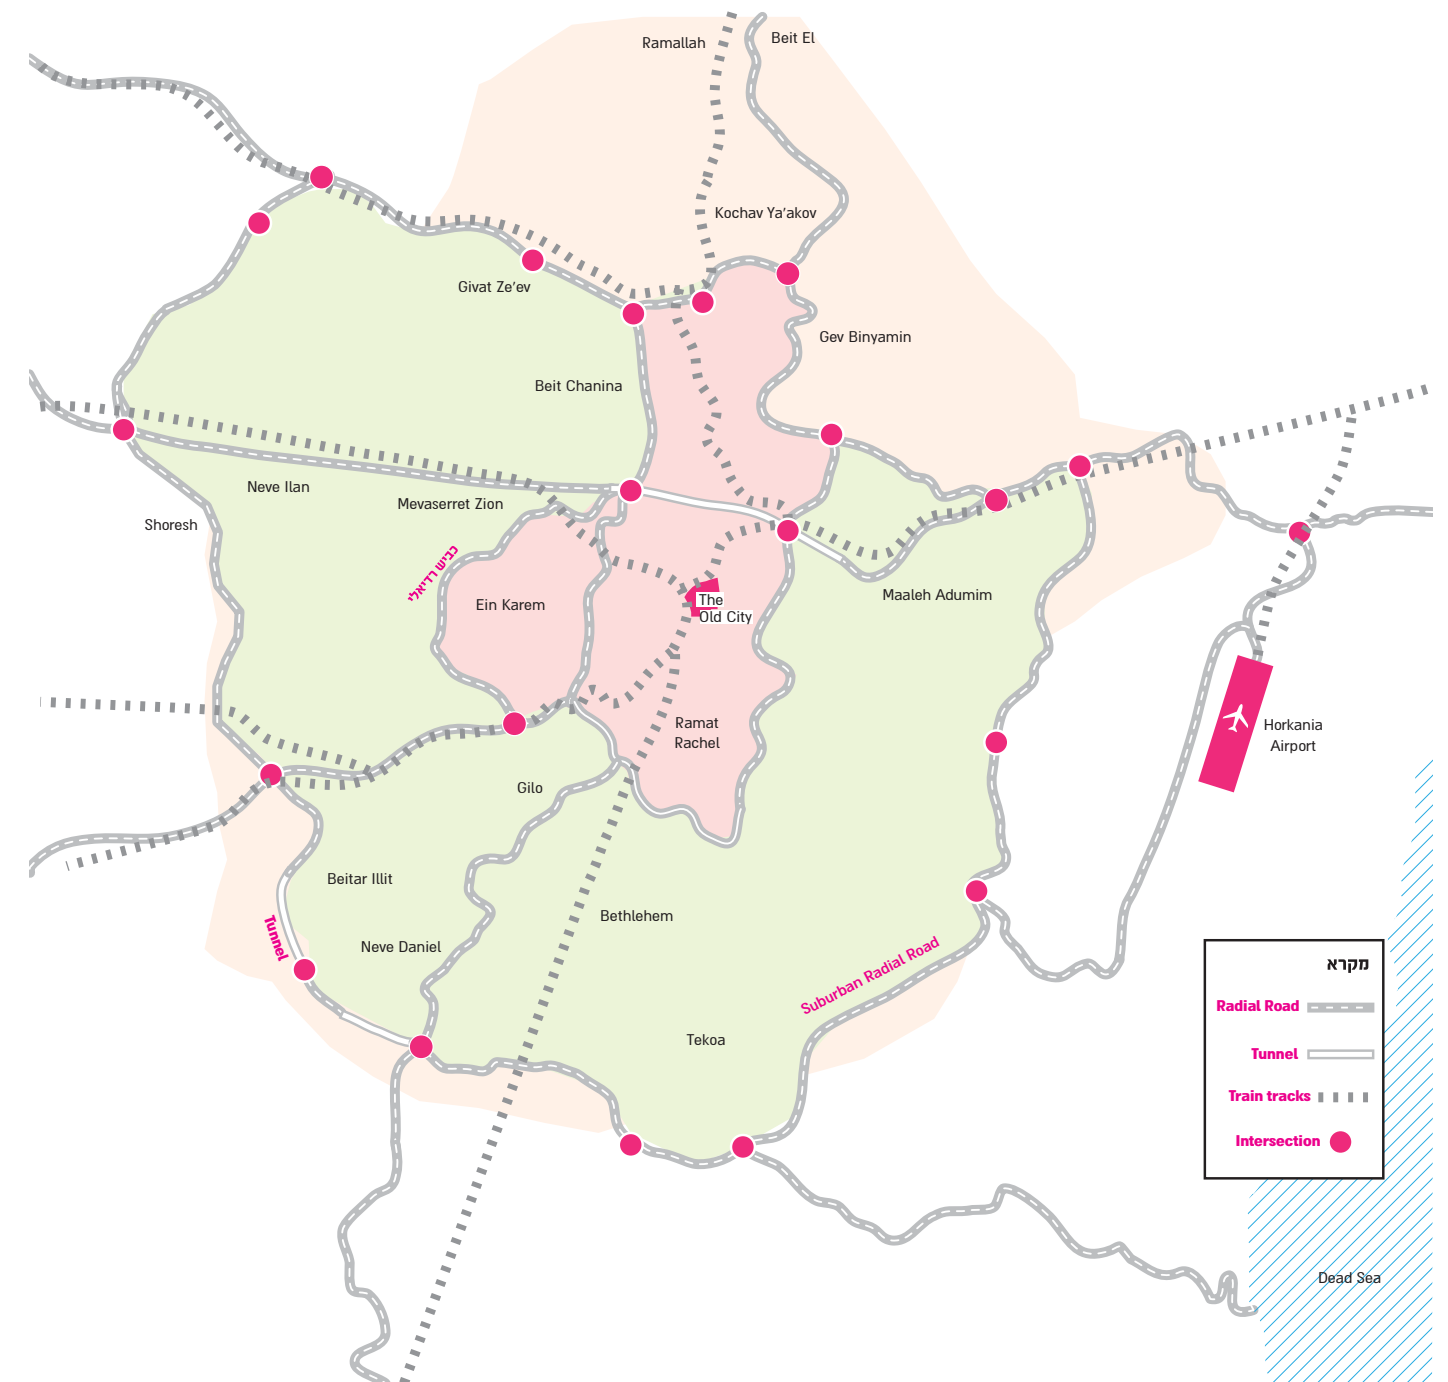 Ramallah
Beit El
Kochav Ya’akov
Givat Ze’ev
Gev Binyamin
Beit Chanina
Neve Ilan
Mevaserret Zion
Shoresh
כביש רדיאלי
Ein Karem
The
Old City
Maaleh Adumim
Ramat
Rachel
Horkania
Airport
Gilo
Beitar Illit
Bethlehem
Tunnel
Neve Daniel
Suburban Radial Road
Tekoa
מקרא
Radial Road
Tunnel
Train tracks
Intersection
Dead Sea